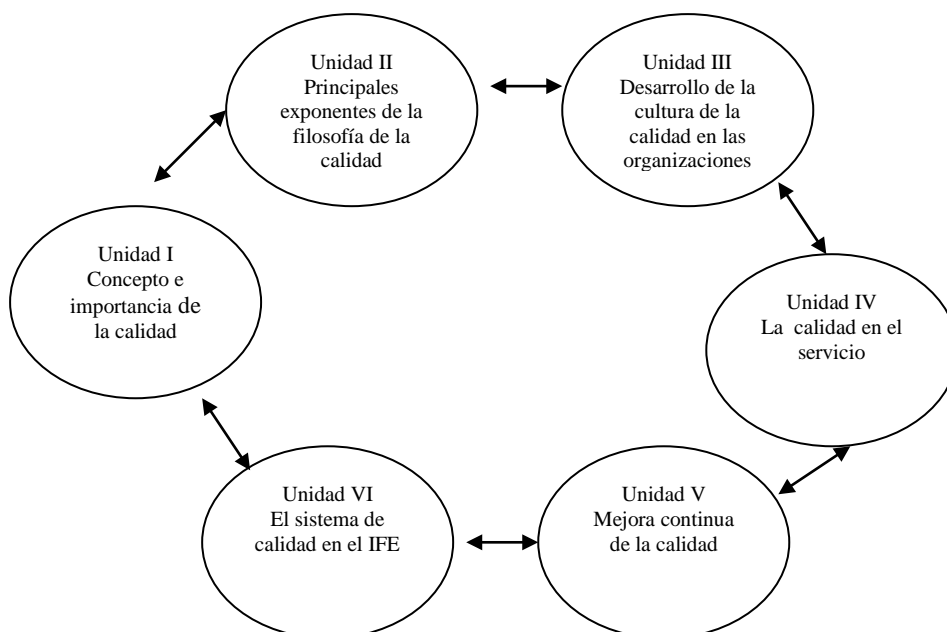 Unidad I
Concepto e
importancia de
la calidad
Unidad II
Principales
exponentes de la
filosofía de la
calidad
Unidad III
Desarrollo de la
cultura de la
calidad en las
organizaciones
Unidad IV
La calidad en el
servicio
Unidad V
Mejora continua
de la calidad
Unidad VI
El sistema de
calidad en el IFE